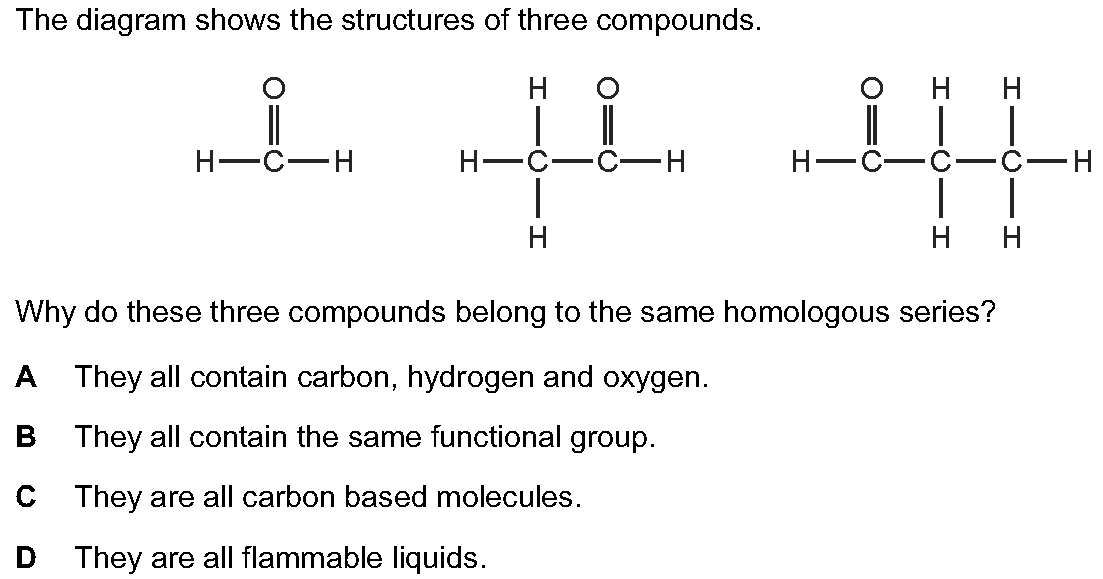 The diagram shows the structures of three compounds.
O H O O H H
H C H H C C H H C C C H
H H H
Why do these three compounds belong to the same homologous series?
A They all contain carbon, hydrogen and oxygen.
B They all contain the same functional group.
C They are all carbon based molecules.
D They are all flammable liquids.